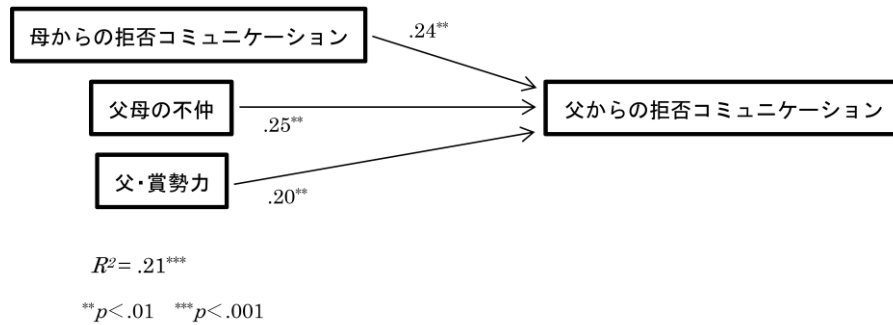 母からの拒否コミュニケーション
.24**
父母の不仲
.25**
父からの拒否コミュニケーション
父・賞勢力
.20**
R²= .21***
**p<.01 ***p<.001